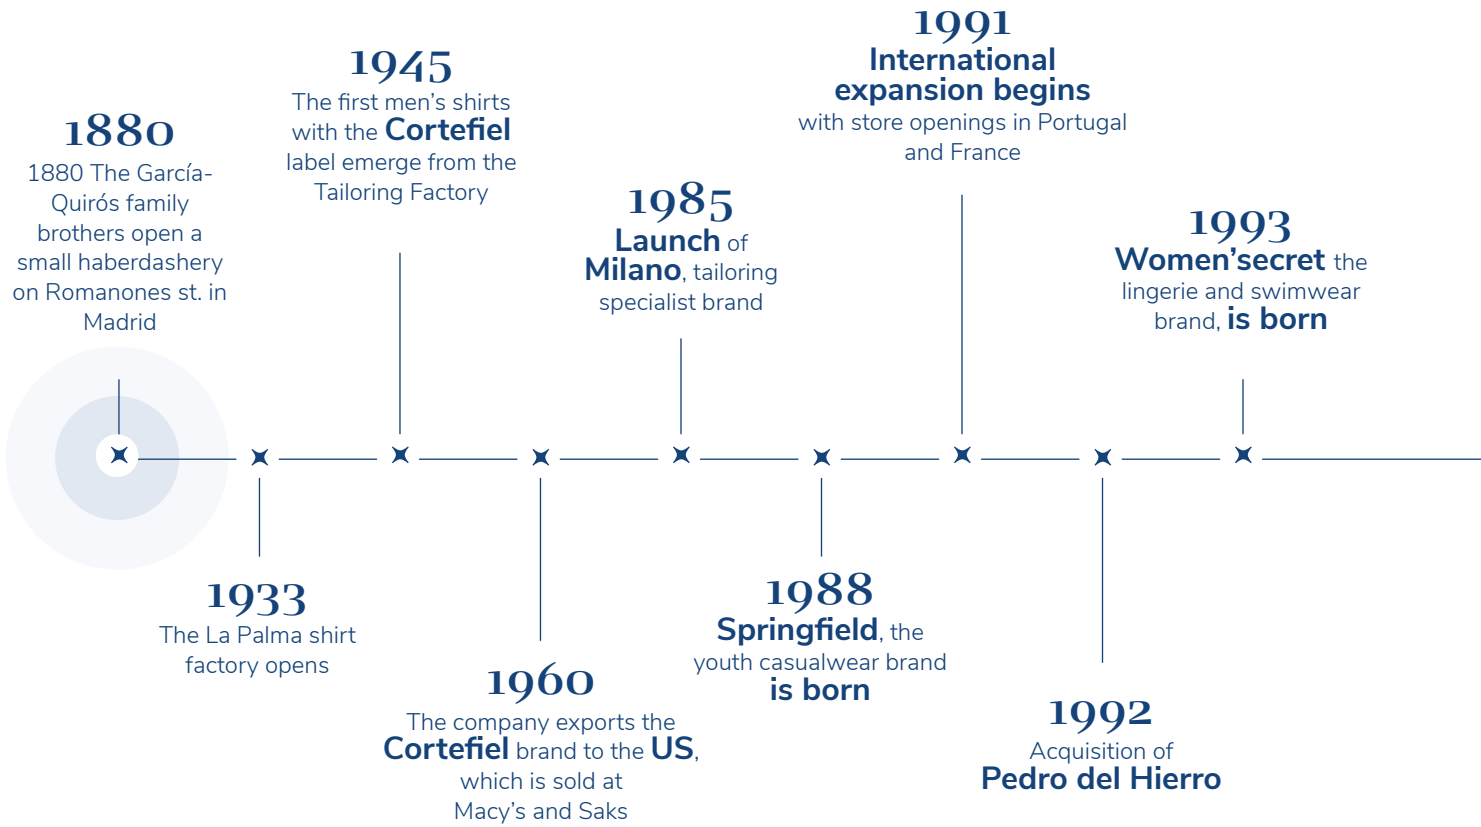 1880
1880 The García-
Quirós family
brothers open a
small haberdashery
on Romanones st. in
Madrid
1933
The La Palma shirt
factory opens
1945
The first men’s shirts
with the Cortefiel
label emerge from the
Tailoring Factory
1960
The company exports the
Cortefiel brand to the US,
which is sold at
Macy’s and Saks
1985
Launch of
Milano, tailoring
specialist brand
1988
Springfield, the
youth casualwear brand
is born
1991
International
expansion begins
with store openings in Portugal
and France
1992
Acquisition of
Pedro del Hierro
1993
Women’secret the
lingerie and swimwear
brand, is born